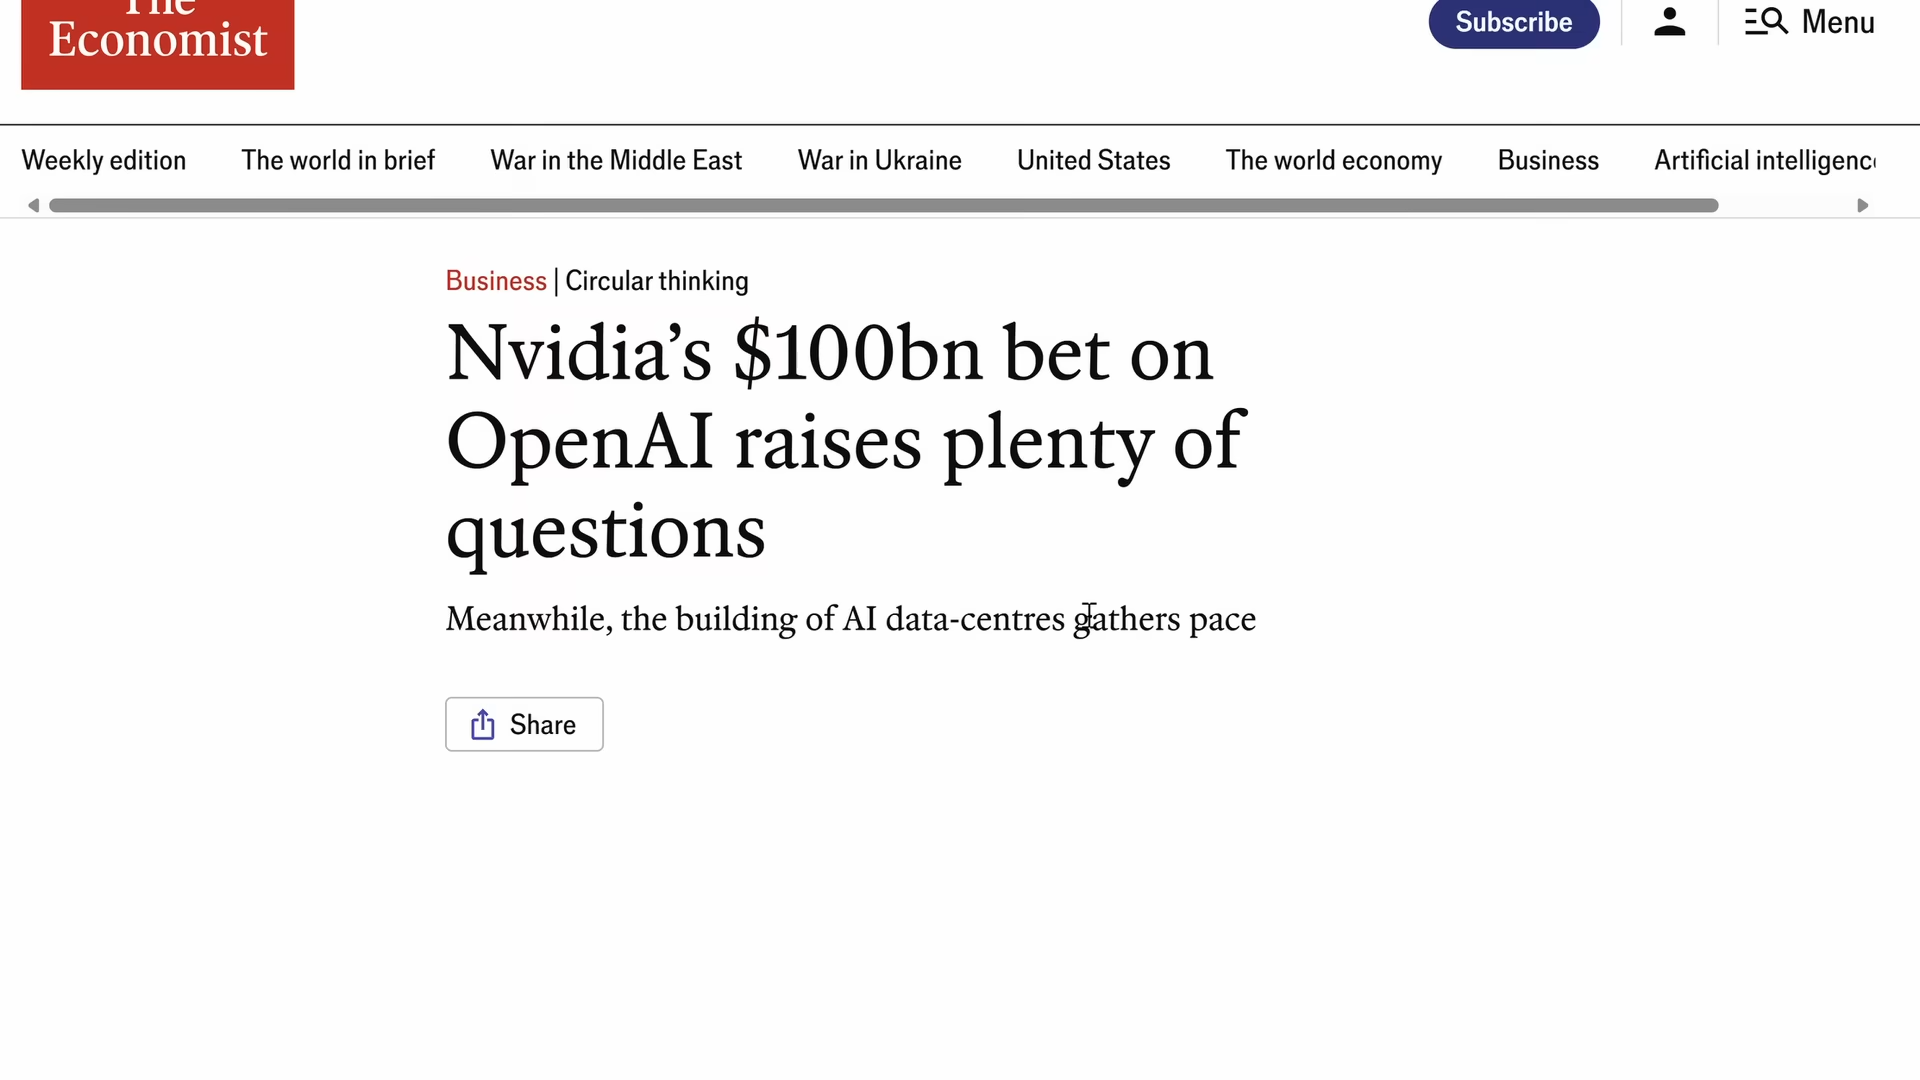 The
Economist
Subscribe
Menu
Weekly edition The world in brief War in the Middle East War in Ukraine United States The world economy Business Artificial intelligence
Business | Circular thinking
Nvidia’s $100bn bet on
OpenAI raises plenty of
questions
Meanwhile, the building of AI data-centres gathers pace
Share